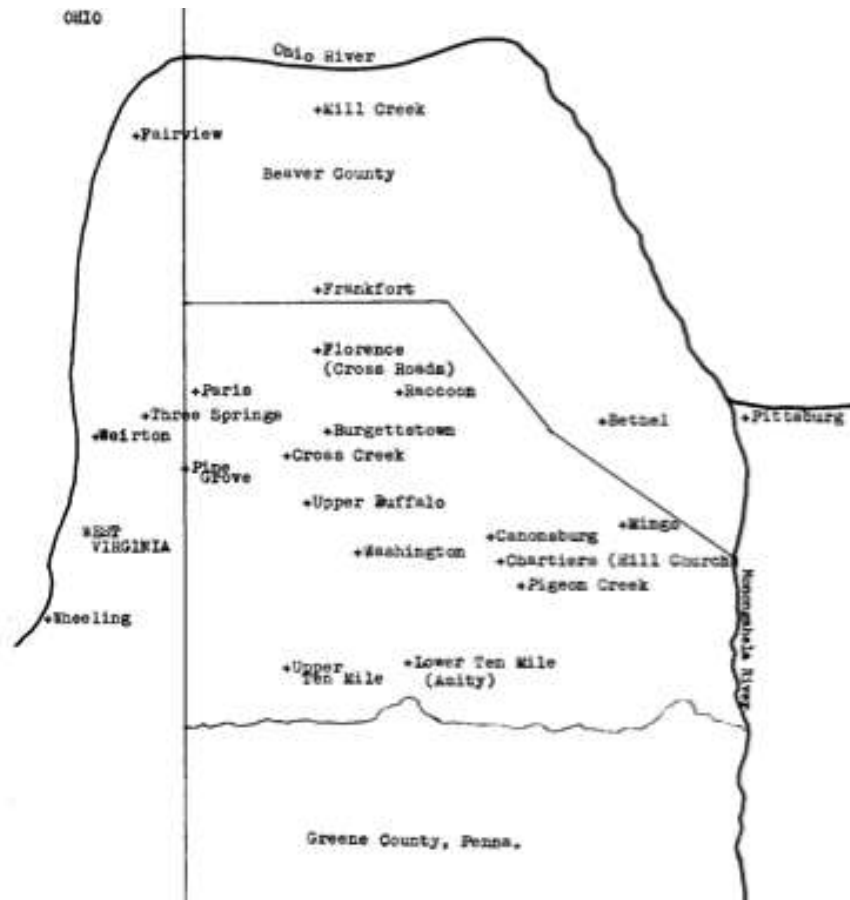 OHIO
Ohio River
+Mill Creek
+Fairview
Beaver County
+Frankfort
+Florence
(Cross Roads)
+Paris
+Raccoon
+Three Springs
+Bethel
+Pittsburg
+Weirton
+Burgettstown
+Cross Creek
+Pine
Grove
+Upper Buffalo
+Mingo
WEST
VIRGINIA
+Canonsburg
+Washington
+Chartiers (Hill Church)
+Pigeon Creek
Monongahela River
+Wheeling
+Upper
Ten Mile
+Lower Ten Mile
(Amity)
Greene County, Penna.